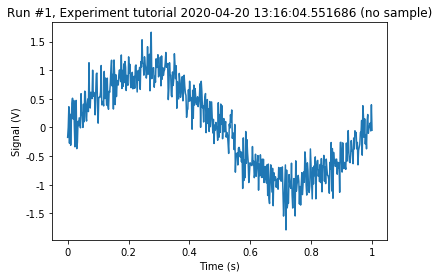 Run #1, Experiment tutorial 2020-04-20 13:16:04.551686 (no sample)
1.5
1
0.5
0
-0.5
-1
-1.5
Signal (V)
0 0.2 0.4 0.6 0.8 1
Time (s)